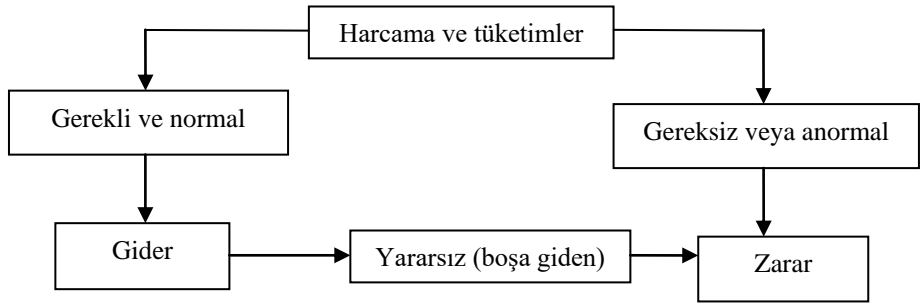 Harcama ve tüketimler
Gerekli ve normal
Gereksiz veya anormal
Gider
Yararsız (boşa giden)
Zarar